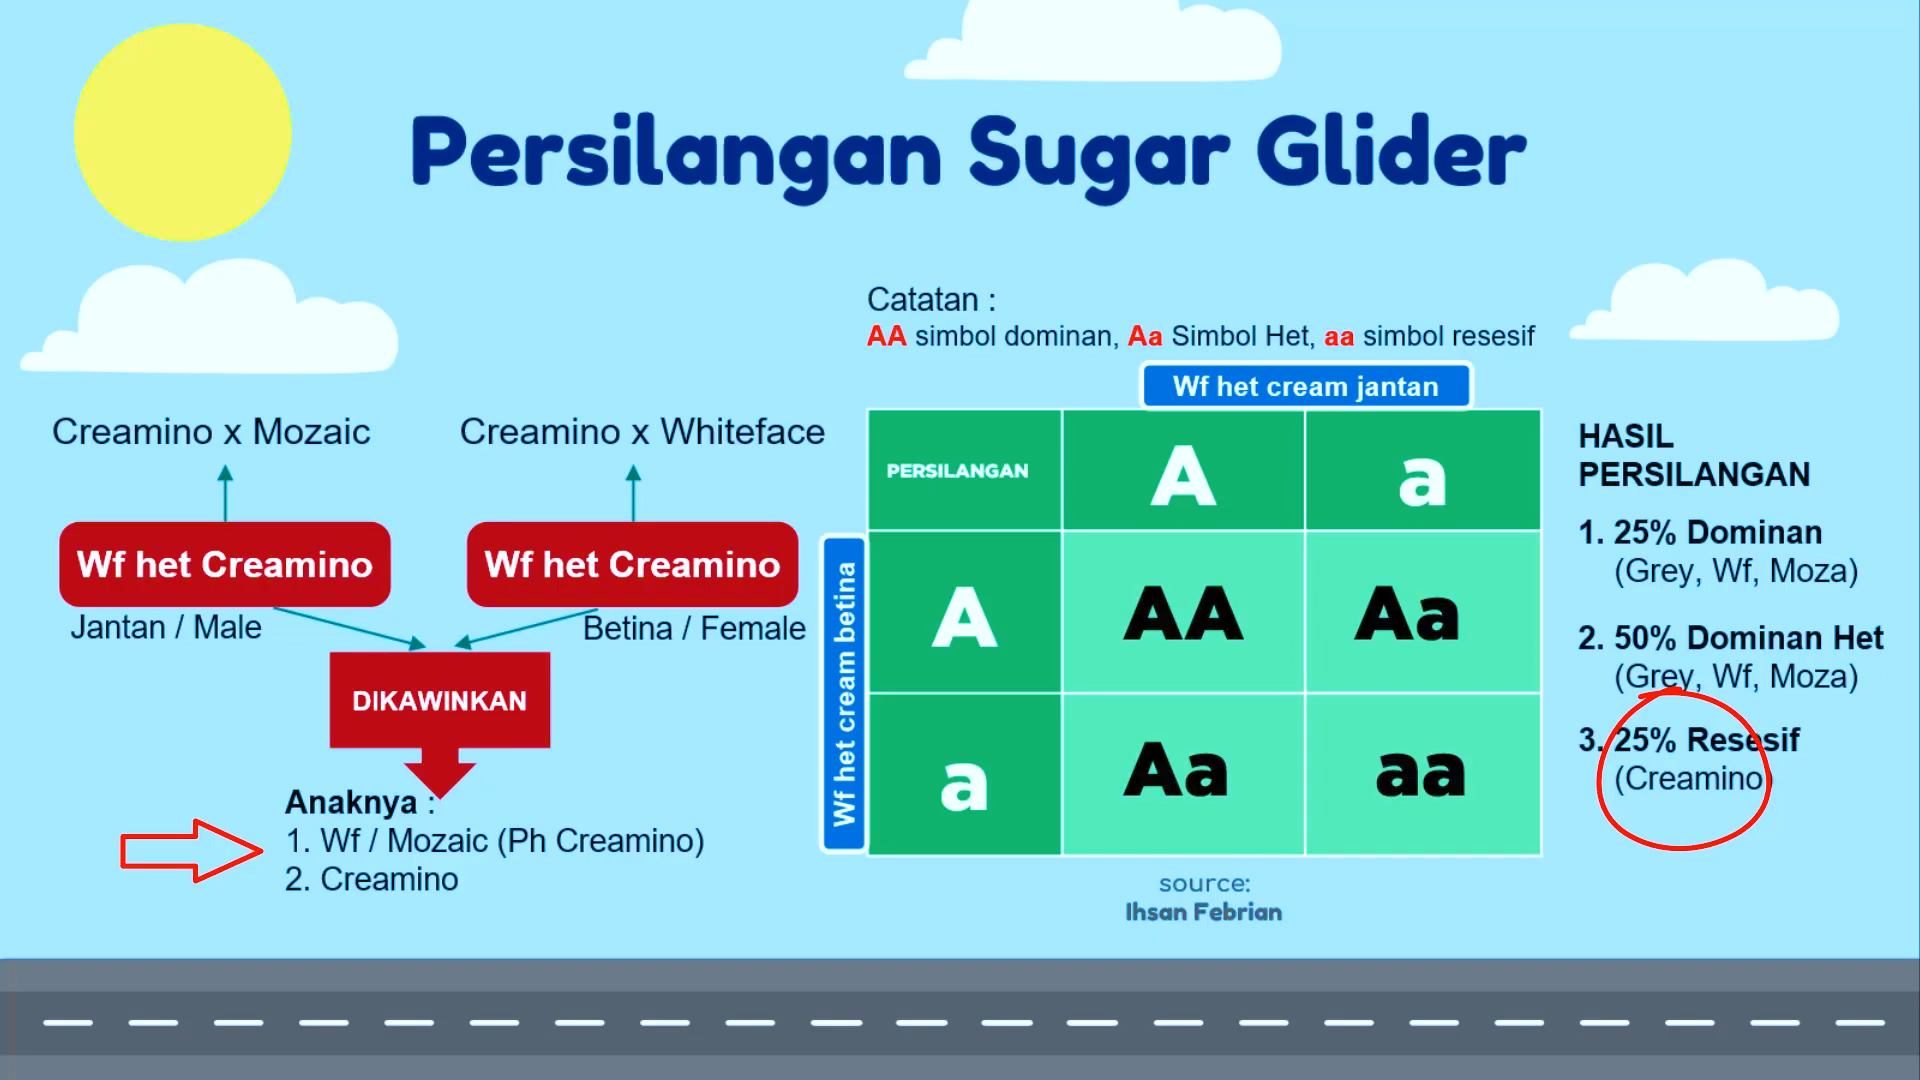 Persilangan Sugar Glider
Catatan :
AA simbol dominan, Aa Simbol Het, aa simbol resesif
Creamino x Mozaic
Creamino x Whiteface
Wf het Creamino
Wf het Creamino
Jantan / Male
Betina / Female
DIKAWINKAN
Anaknya :
1. Wf / Mozaic (Ph Creamino)
2. Creamino
Wf het cream jantan
Wf het cream betina
PERSILANGAN
A
a
A
AA
Aa
a
Aa
aa
source:
Ihsan Febrian
HASIL
PERSILANGAN
1. 25% Dominan
(Grey, Wf, Moza)
2. 50% Dominan Het
(Grey, Wf, Moza)
3. 25% Resesif
(Creamino)